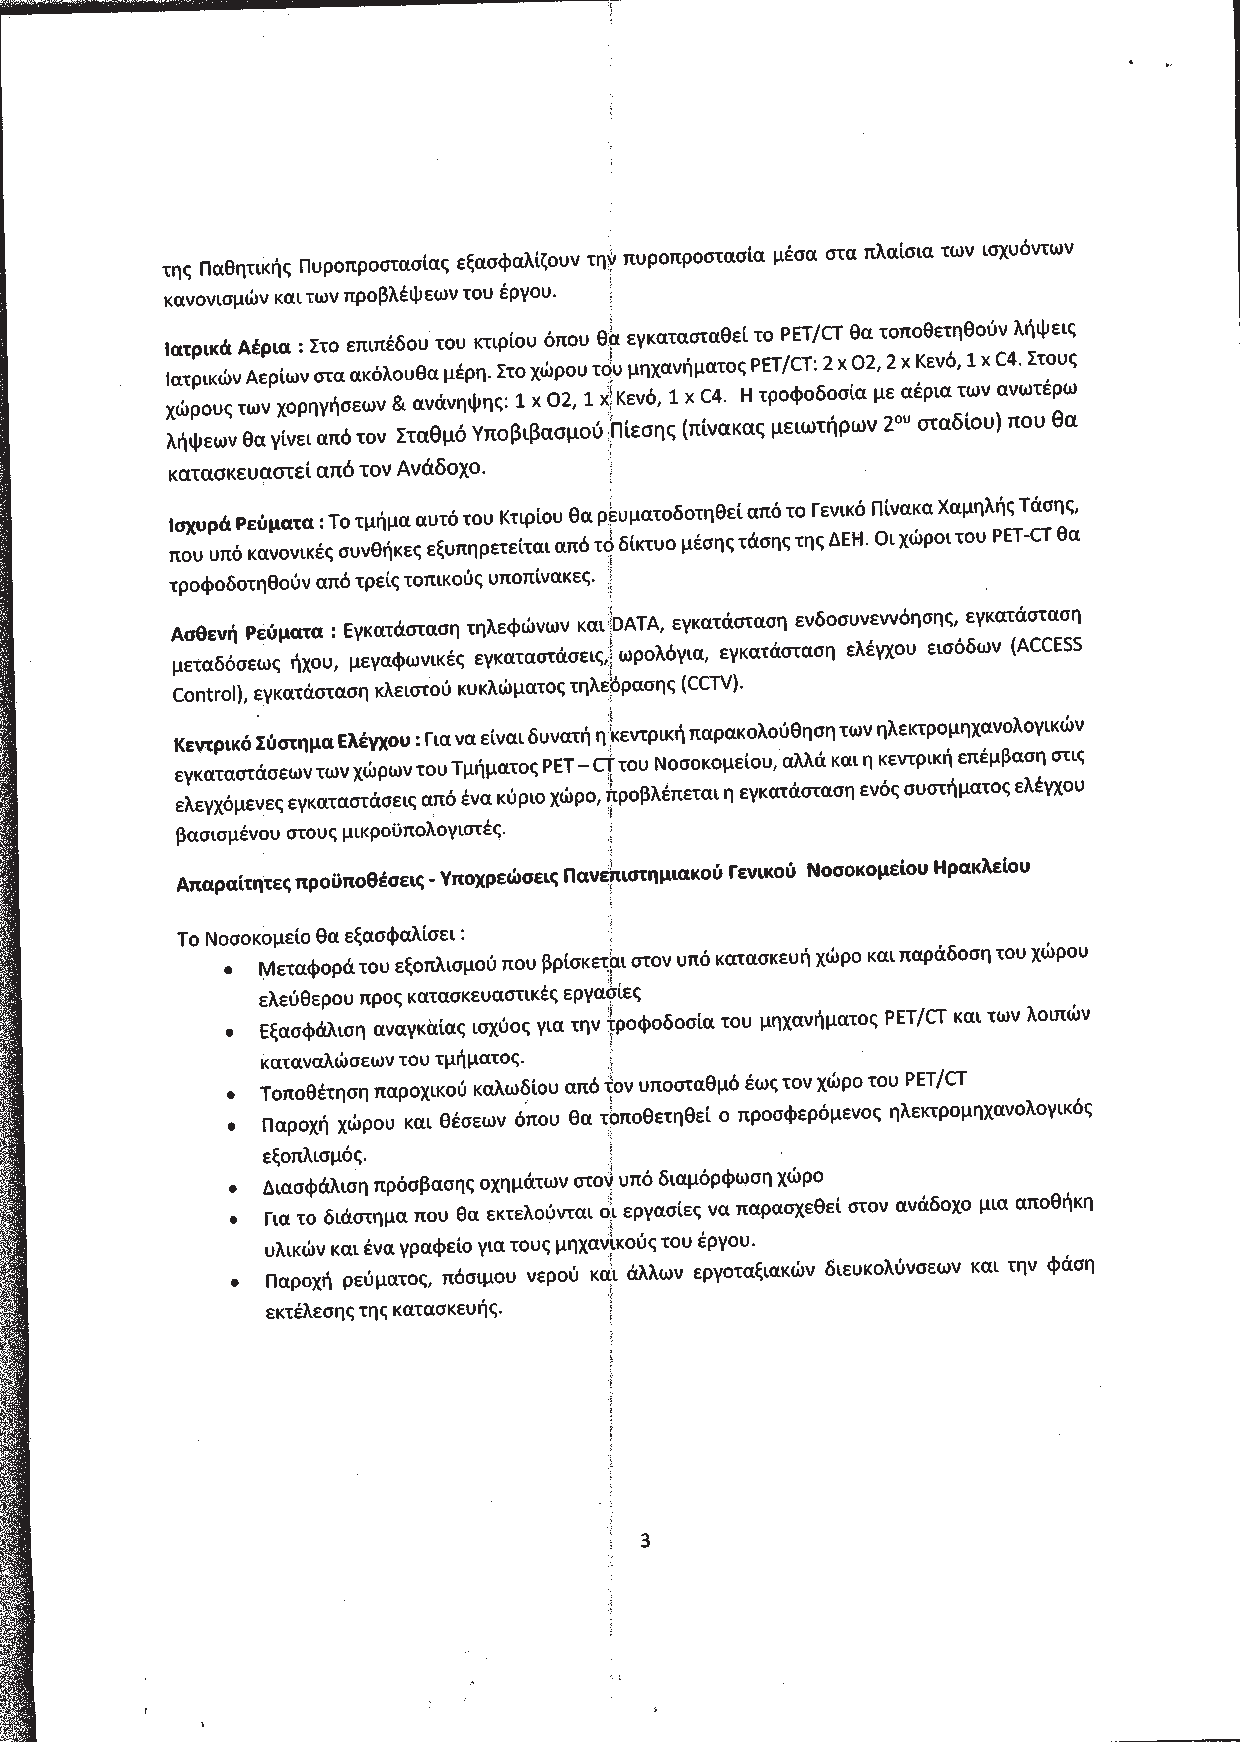 της Παθητικής Πυροπροστασίας εξασφαλίζουν την πυροπροστασία μέσα στα πλαίσια των ισχυόντων
κανονισμών και των προβλέψεων του έργου.
Ιατρικά Αέρια : Στο επιπέδου του κτιρίου όπου θα εγκατασταθεί το PET/CT θα τοποθετηθούν λήψεις
Ιατρικών Αερίων στα ακόλουθα μέρη. Στο χώρου του μηχανήματος PET/CT: 2 x O2, 2 x Κενό, 1 x C4. Στους
χώρους των χορηγήσεων & ανάνηψης: 1 x O2, 1 x Κενό, 1 x C4. Η τροφοδοσία με αέρια των ανωτέρω
λήψεων θα γίνει από τον Σταθμό Υποβιβασμού Πίεσης (πίνακας μειωτήρων 2ου σταδίου) που θα
κατασκευαστεί από τον Ανάδοχο.
Ισχυρά Ρεύματα : Το τμήμα αυτό του Κτιρίου θα ρευματοδοτηθεί από το Γενικό Πίνακα Χαμηλής Τάσης,
που υπό κανονικές συνθήκες εξυπηρετείται από το δίκτυο μέσης τάσης της ΔΕΗ. Οι χώροι του PET-CT θα
τροφοδοτηθούν από τρείς τοπικούς υποπίνακες.
Ασθενή Ρεύματα : Εγκατάσταση τηλεφώνων και DATA, εγκατάσταση ενδοσυνεννόησης, εγκατάσταση
μεταδόσεως ήχου, μεγαφωνικές εγκαταστάσεις, ωρολόγια, εγκατάσταση ελέγχου εισόδων (ACCESS
Control), εγκατάσταση κλειστού κυκλώματος τηλεόρασης (CCTV).
Κεντρικό Σύστημα Ελέγχου : Για να είναι δυνατή η κεντρική παρακολούθηση των ηλεκτρομηχανολογικών
εγκαταστάσεων των χώρων του Τμήματος PET – CT του Νοσοκομείου, αλλά και η κεντρική επέμβαση στις
ελεγχόμενες εγκαταστάσεις από ένα κύριο χώρο, προβλέπεται η εγκατάσταση ενός συστήματος ελέγχου
βασισμένου στους μικροϋπολογιστές.
Απαραίτητες προϋποθέσεις - Υποχρεώσεις Πανεπιστημιακού Γενικού Νοσοκομείου Ηρακλείου
Το Νοσοκομείο θα εξασφαλίσει :
• Μεταφορά του εξοπλισμού που βρίσκεται στον υπό κατασκευή χώρο και παράδοση του χώρου
ελεύθερου προς κατασκευαστικές εργασίες
• Εξασφάλιση αναγκαίας ισχύος για την τροφοδοσία του μηχανήματος PET/CT και των λοιπών
καταναλώσεων του τμήματος.
• Τοποθέτηση παροχικού καλωδίου από τον υποσταθμό έως τον χώρο του PET/CT
• Παροχή χώρου και θέσεων όπου θα τοποθετηθεί ο προσφερόμενος ηλεκτρομηχανολογικός
εξοπλισμός.
• Διασφάλιση πρόσβασης οχημάτων στον υπό διαμόρφωση χώρο
• Για το διάστημα που θα εκτελούνται οι εργασίες να παρασχεθεί στον ανάδοχο μια αποθήκη
υλικών και ένα γραφείο για τους μηχανικούς του έργου.
• Παροχή ρεύματος, πόσιμου νερού και άλλων εργοταξιακών διευκολύνσεων και την φάση
εκτέλεσης της κατασκευής.
3